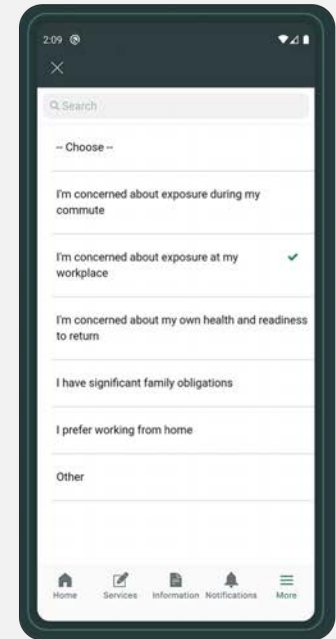 2:09
Search
-- Choose --
I'm concerned about exposure during my
commute
I'm concerned about exposure at my
workplace
I'm concerned about my own health and readiness
to return
I have significant family obligations
I prefer working from home
Other
Home Services Information Notifications More